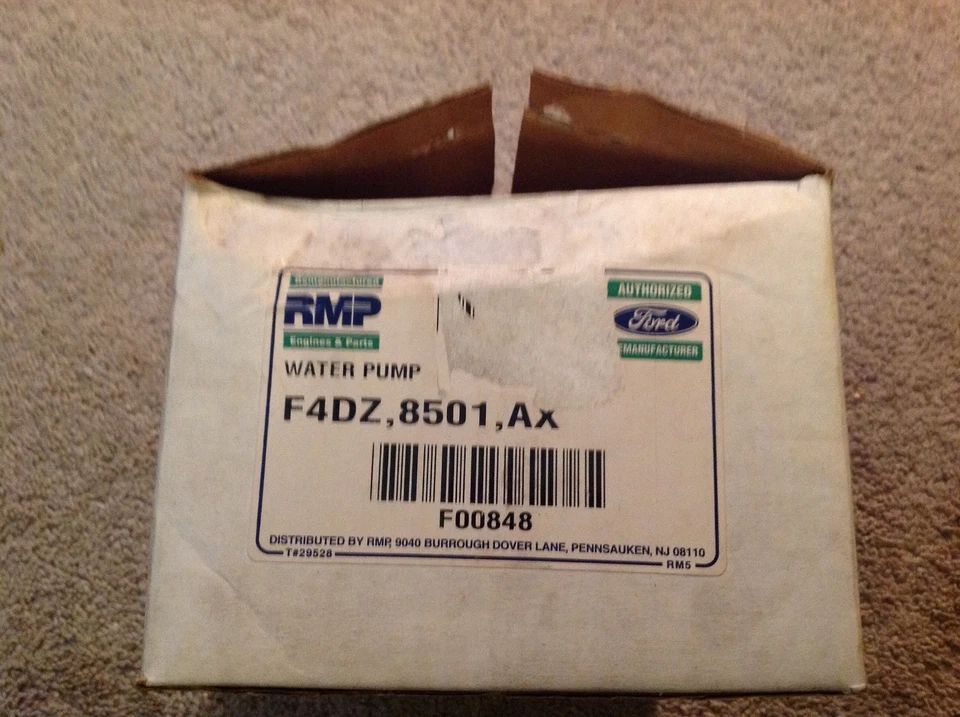 Remanufactured
RMP
Engines & Parts
AUTHORIZED
Ford
REMANUFACTURER
WATER PUMP
F4DZ,8501,AX
F00848
DISTRIBUTED BY RMP, 9040 BURROUGH DOVER LANE, PENNSAUKEN, NJ 08110
T#29528
RM5